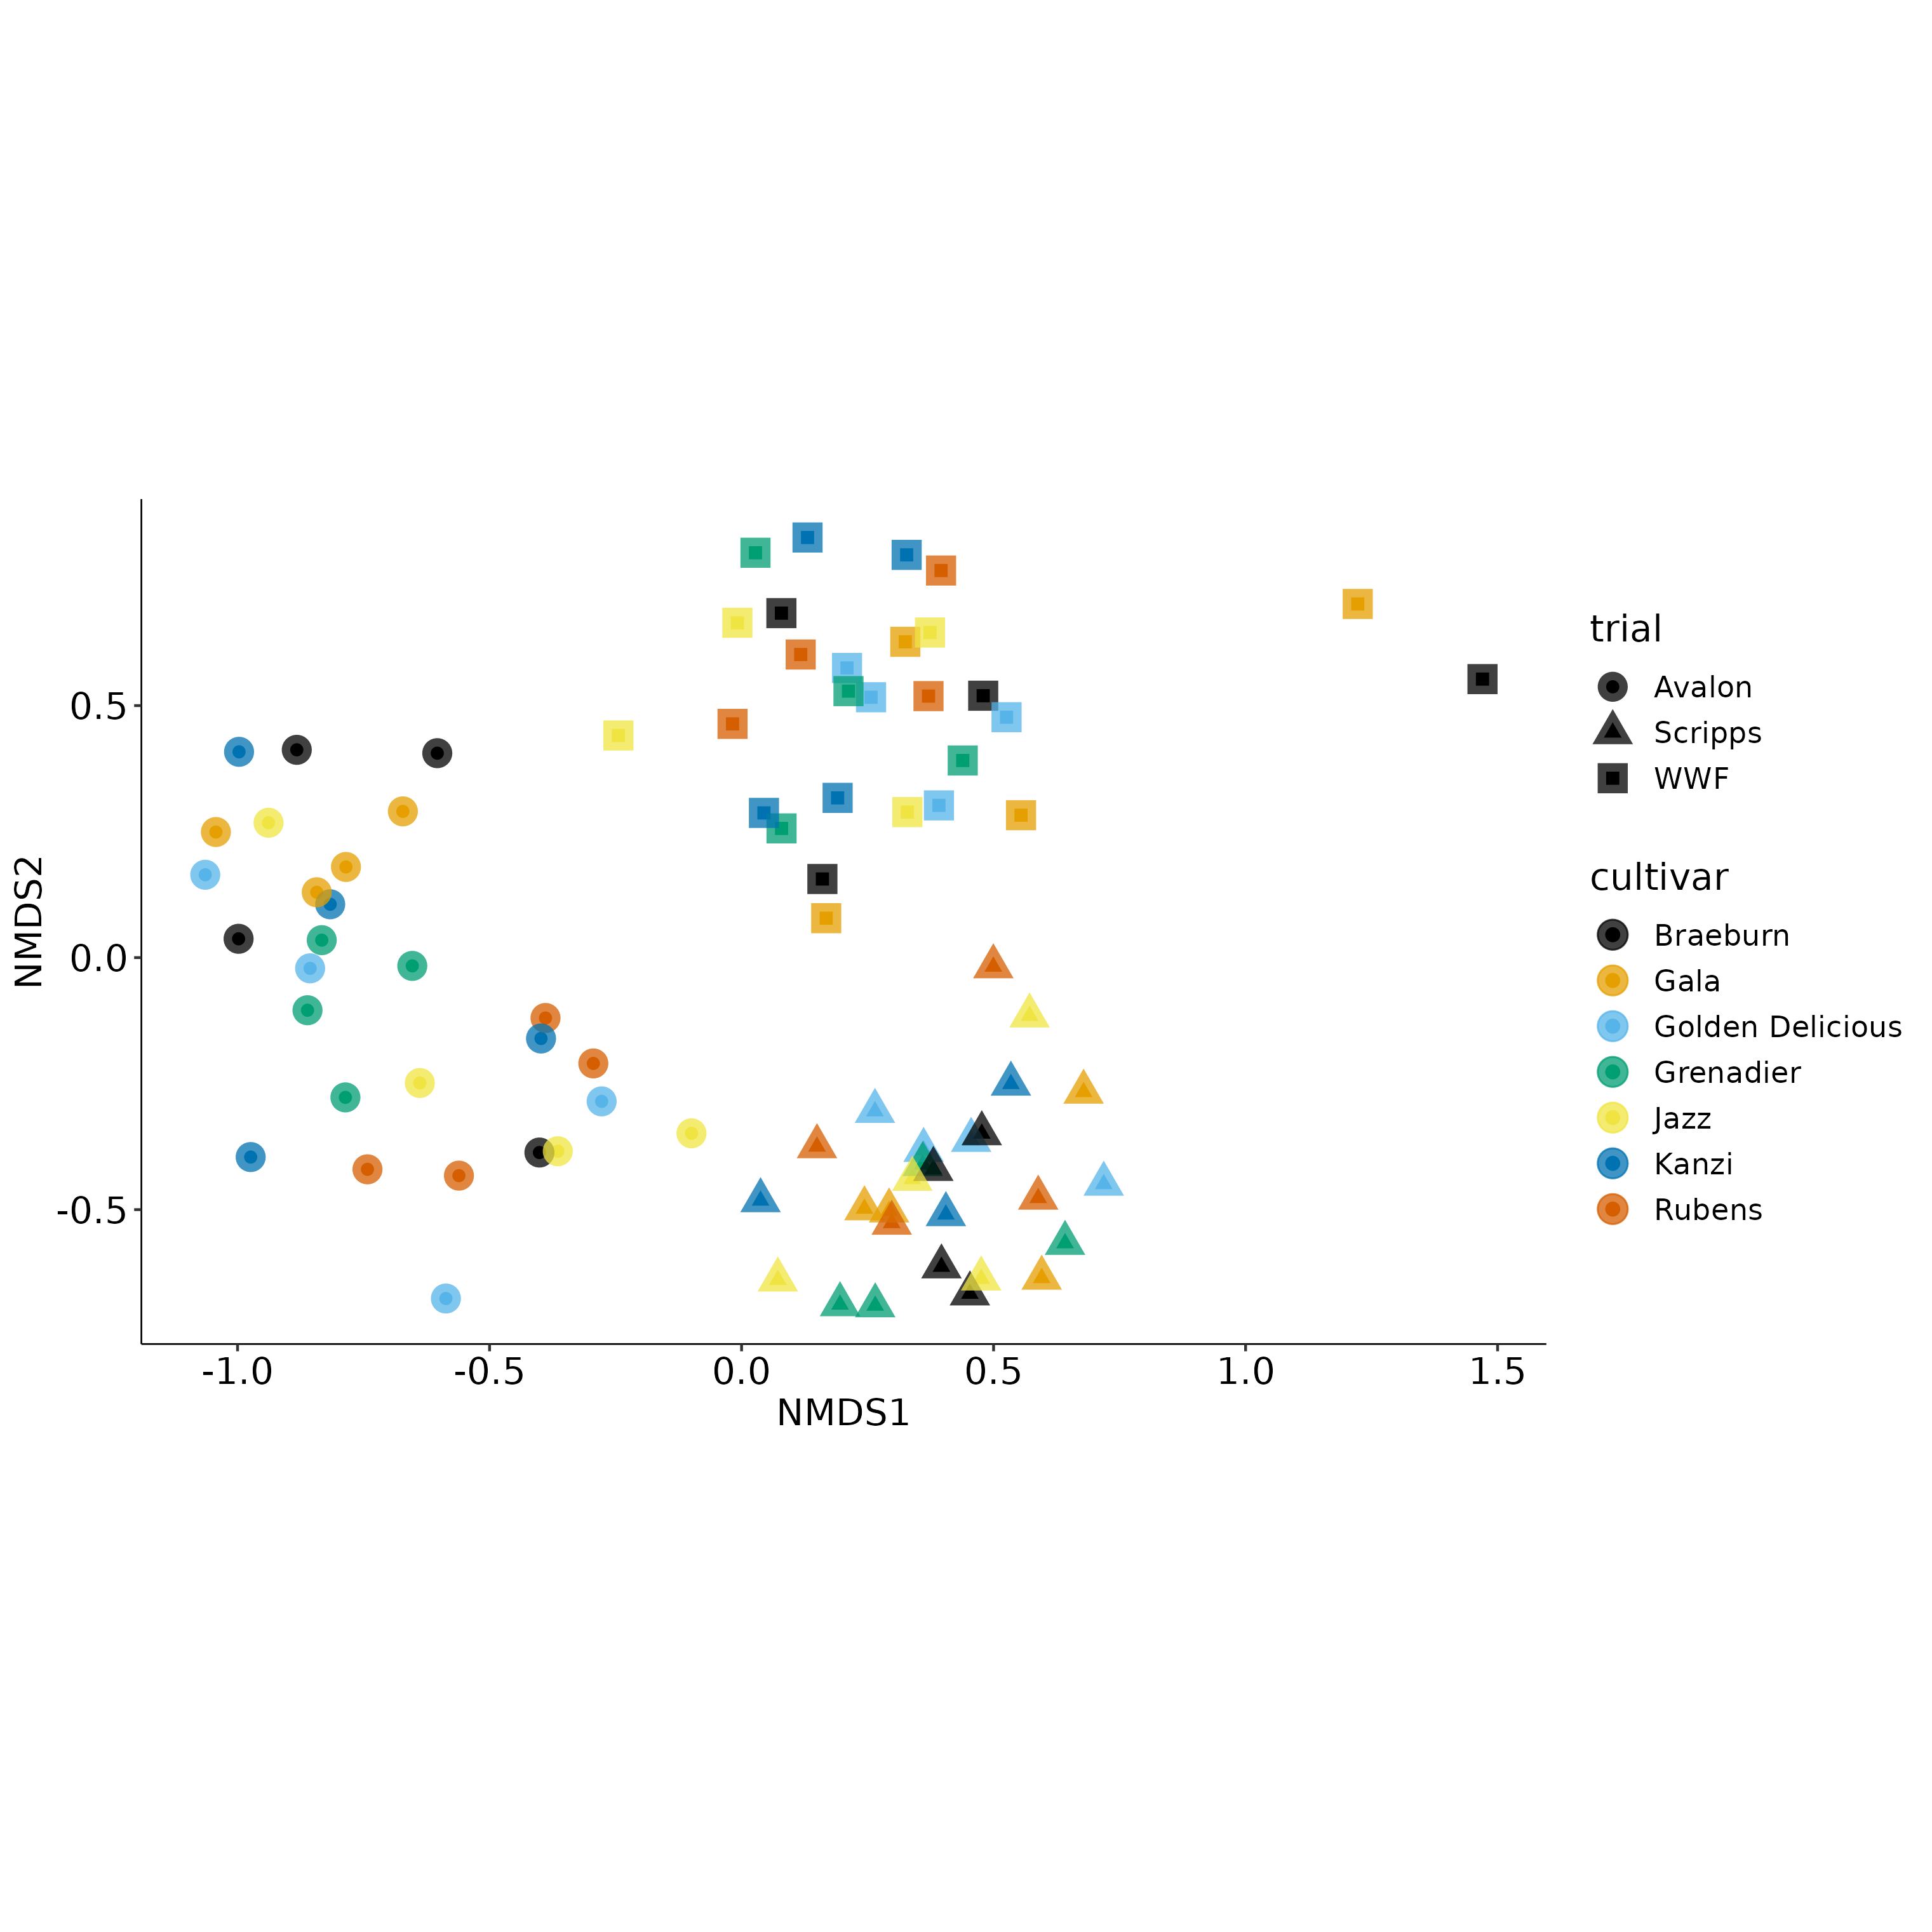 trial
Avalon
Scripps
WWF
cultivar
Braeburn
Gala
Golden Delicious
Grenadier
Jazz
Kanzi
Rubens
NMDS2
0.5
0.0
-0.5
-1.0 -0.5 0.0 0.5 1.0 1.5
NMDS1